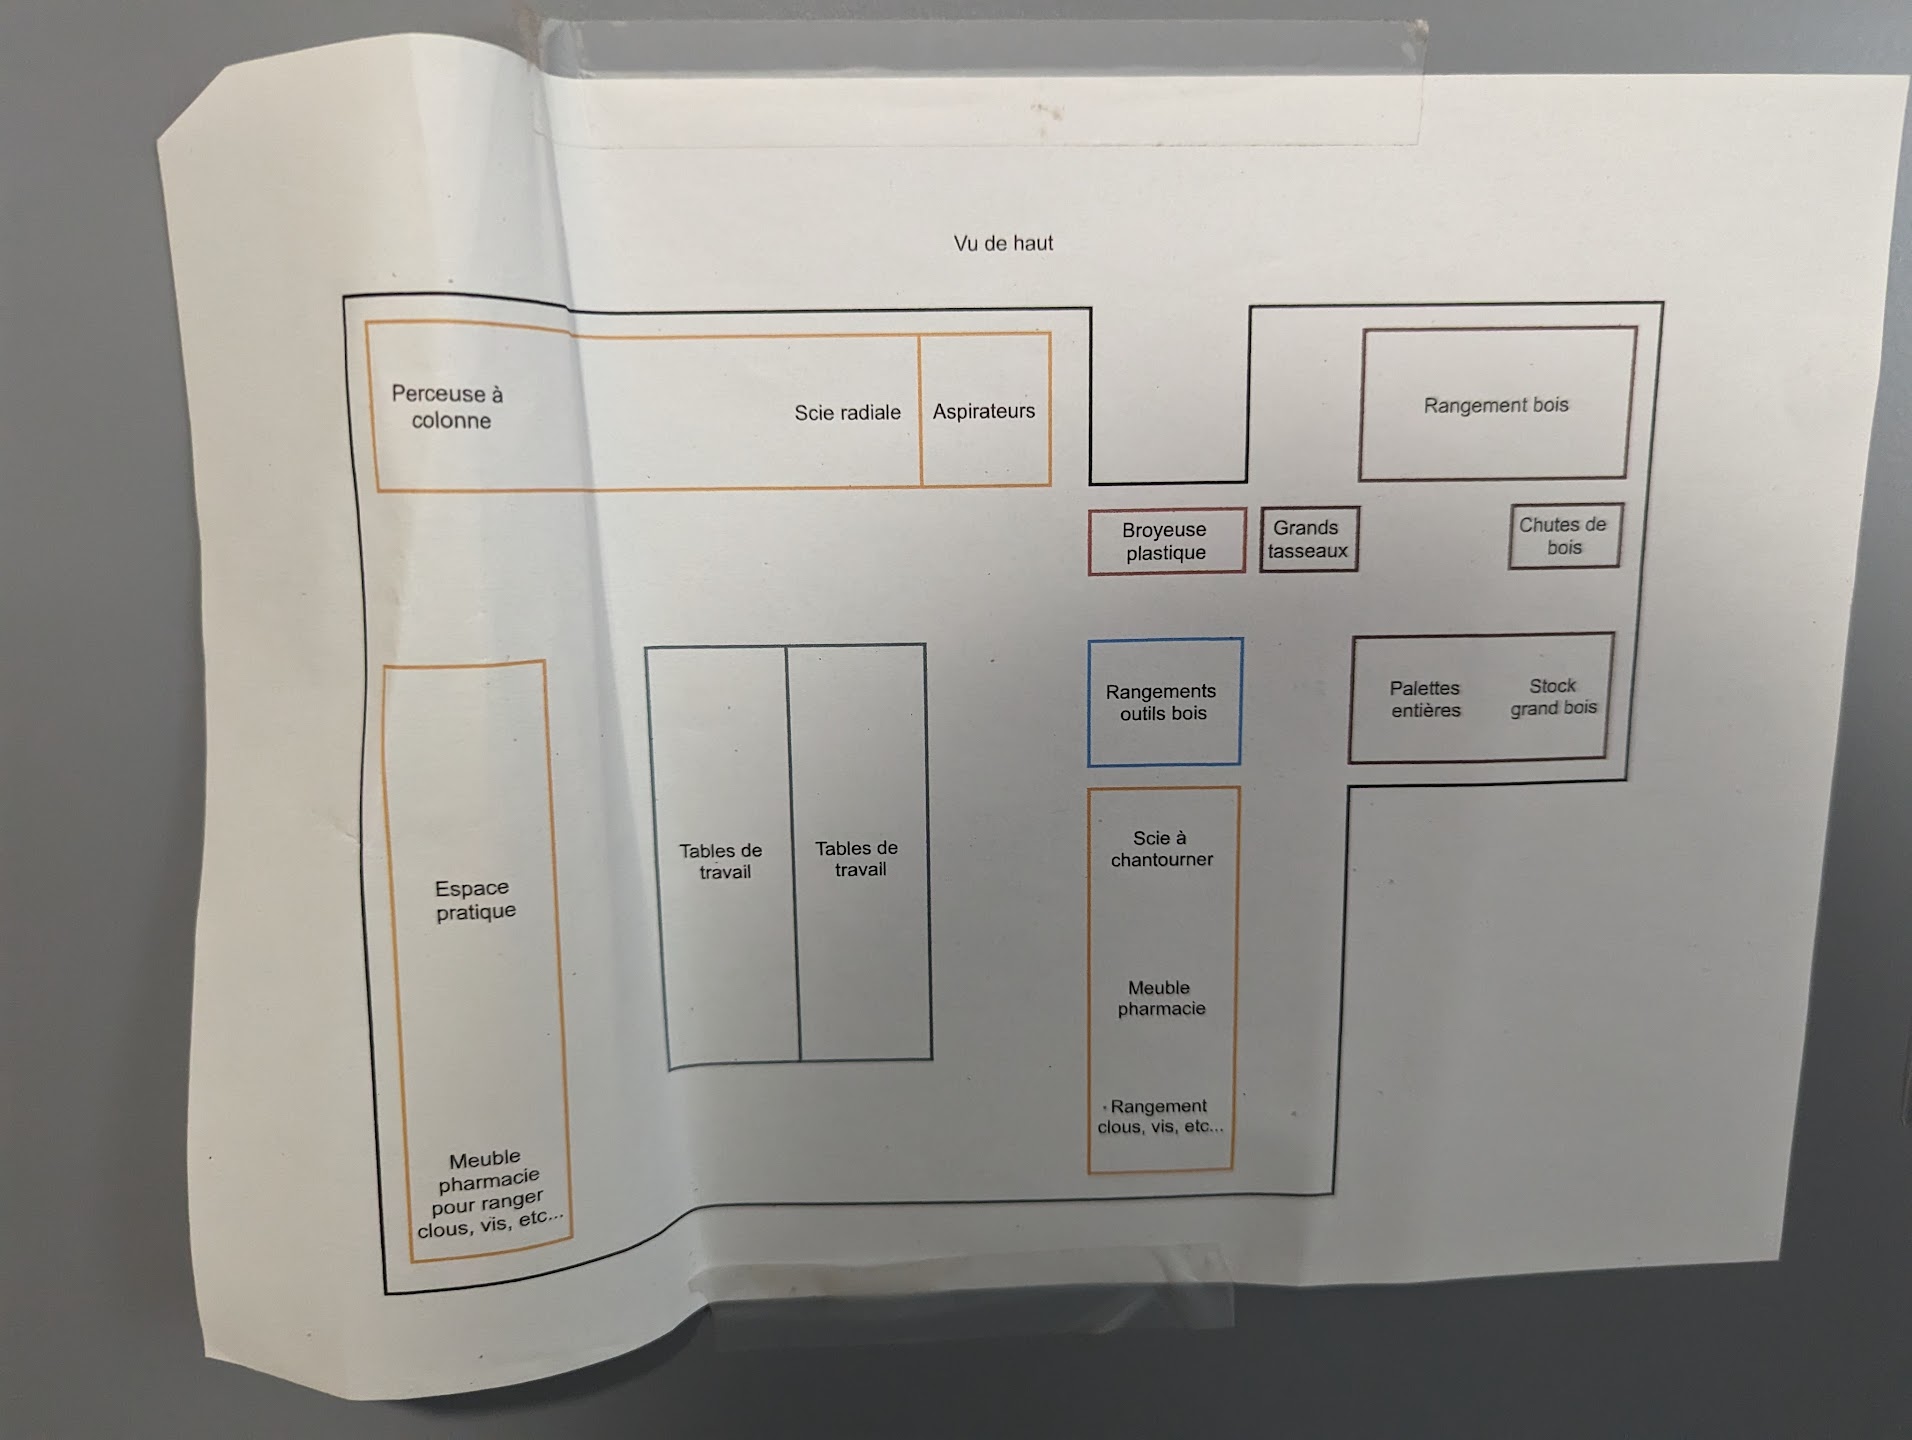 Vu de haut
Perceuse à
colonne
Scie radiale
Aspirateurs
Rangement bois
Broyeuse
plastique
Grands
tasseaux
Chutes de
bois
Rangements
outils bois
Palettes
entières
Stock
grand bois
Tables de
travail
Tables de
travail
Scie à
chantourner
Espace
pratique
Meuble
pharmacie
Rangement
clous, vis, etc...
Meuble
pharmacie
pour ranger
clous, vis, etc...